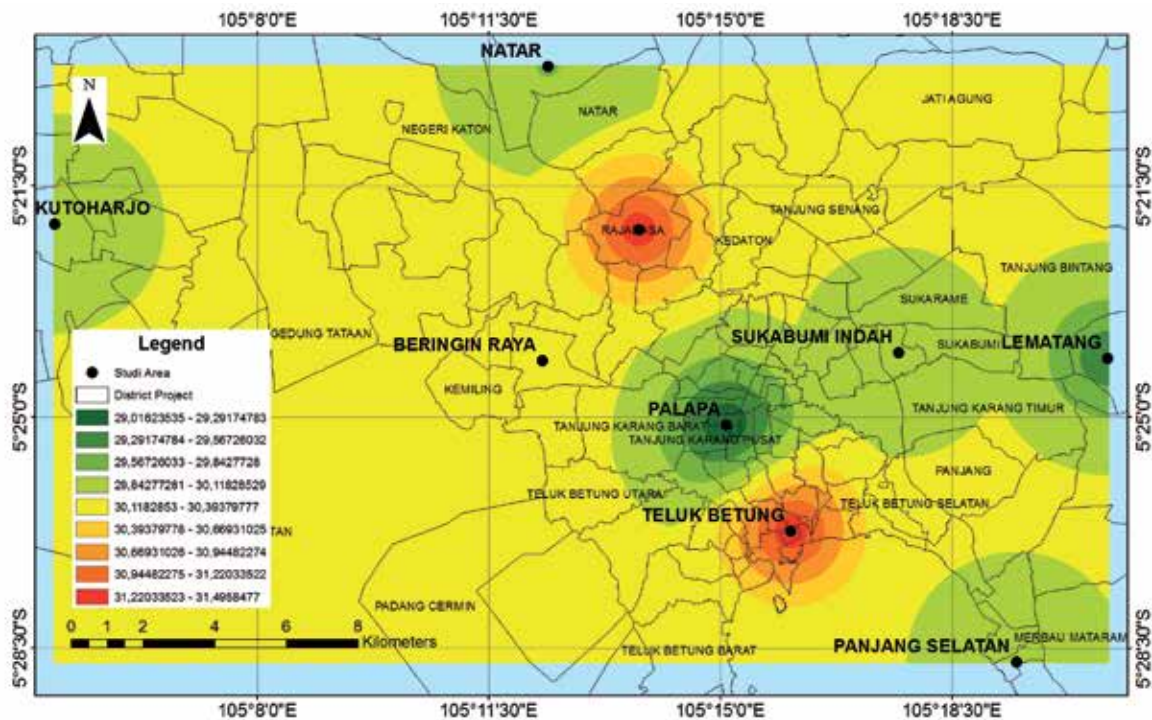 105°8'0"E 105°11'30"E 105°15'0"E 105°18'30"E
NATAR
N
NATAR
JATI AGUNG
NEGERI KATON
5°21'30"S 5°21'30"S
KUTOHARJO
TANJUNG SENANG
KEDATON
TANJUNG BINTANG
SUKARAME
GEDUNG TATAAN
BERINGIN RAYA
SUKABUMI INDAH
SUKABUMI
LEMATANG
KEMILING
PALAPA
TANJUNG KARANG TIMUR
5°25'0"S 5°25'0"S
TANJUNG KARANG BARAT
TANJUNG KARANG PUSAT
PANJANG
TELUK BETUNG UTARA
TELUK BETUNG SELATAN
TELUK BETUNG
TAN
PADANG CERMIN
PANJANG SELATAN
MERBAU MATARAM
TELUK BETUNG BARAT
5°28'30"S 5°28'30"S
Legend
Studi Area
District Project
29,01623535 - 29,29174783
29,29174784 - 29,56726032
29,56726033 - 29,8427728
29,84277281 - 30,11828529
30,1182853 - 30,39379777
30,39379778 - 30,66931025
30,66931026 - 30,94482274
30,94482275 - 31,22033522
31,22033523 - 31,4958477
0 1 2 4 6 8
Kilometers
105°8'0"E 105°11'30"E 105°15'0"E 105°18'30"E